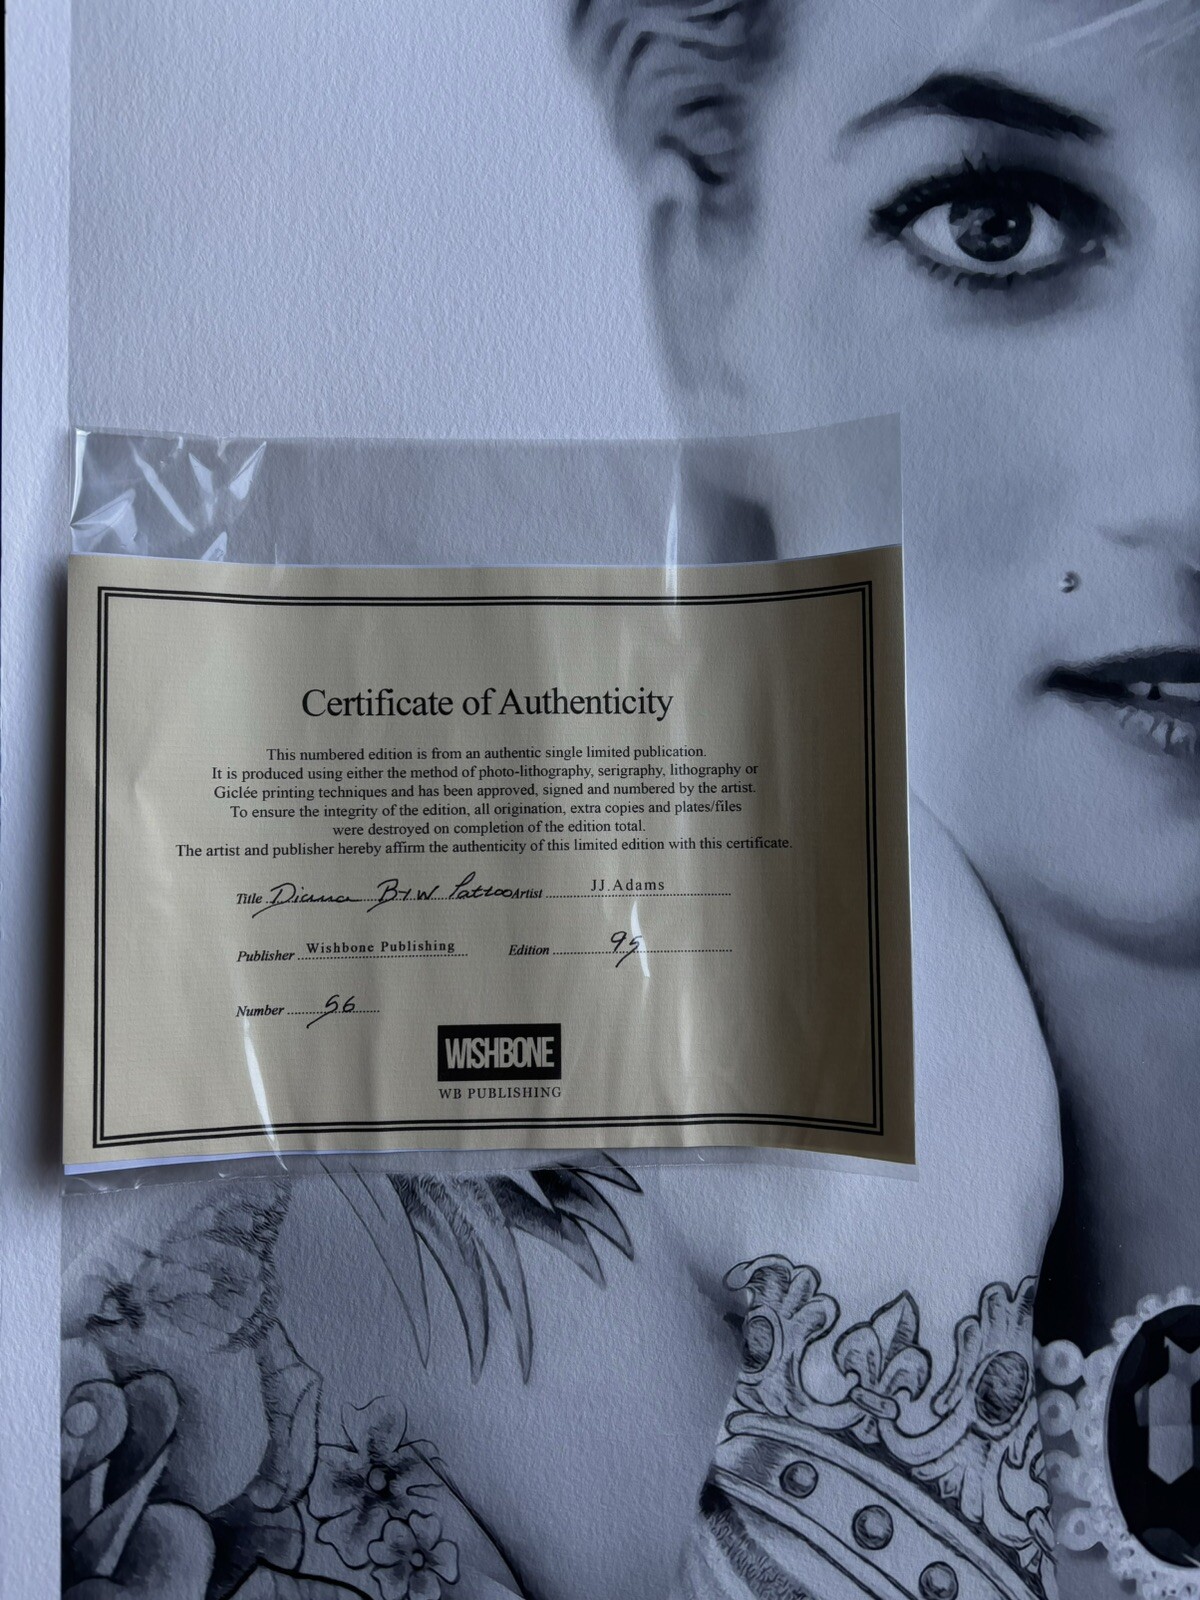 Certificate of Authenticity
This numbered edition is from an authentic single limited publication.
It is produced using either the method of photo-lithography, serigraphy, lithography or
Giclée printing techniques and has been approved, signed and numbered by the artist.
To ensure the integrity of the edition, all origination, extra copies and plates/files
were destroyed on completion of the edition total.
The artist and publisher hereby affirm the authenticity of this limited edition with this certificate.
Title Diana B+W Tattoo Artist JJ.Adams
Publisher Wishbone Publishing Edition 95
Number 56
WISHBONE
WB PUBLISHING